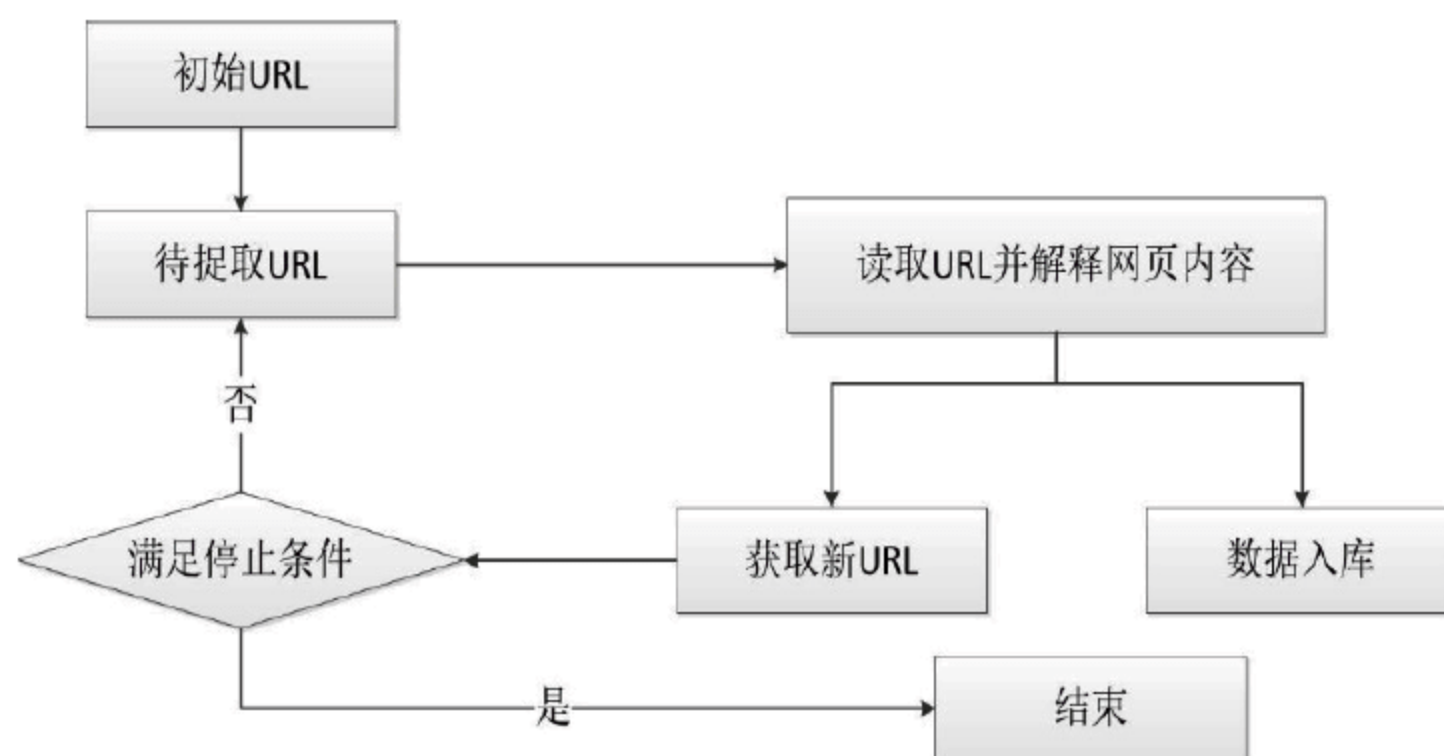 初始URL
待捉取URL
读取URL并解释网页内容
否
满足停止条件
获取新URL
数据入库
是
结束